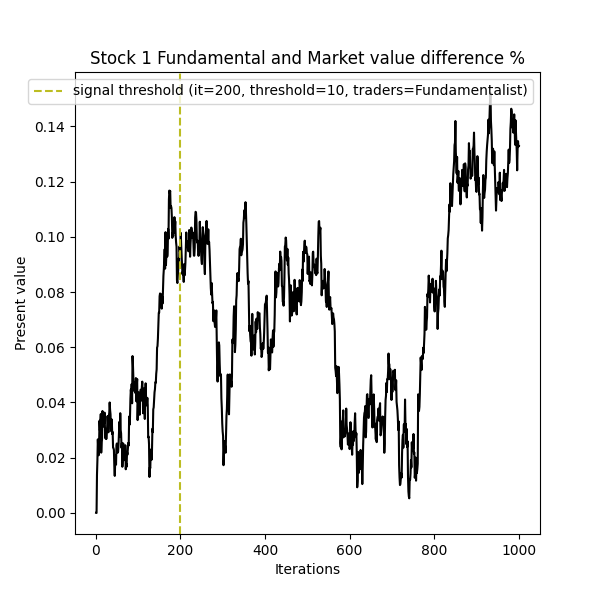 Stock 1 Fundamental and Market value difference %
signal threshold (it=200, threshold=10, traders=Fundamentalist)
0.14
0.12
0.10
0.08
0.06
0.04
0.02
0.00
Present value
0 200 400 600 800 1000
Iterations